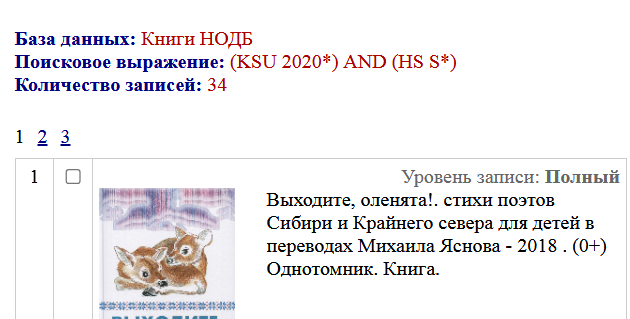 База данных: Книги НОДБ
Поисковое выражение: (KSU 2020*) AND (HS S*)
Количество записей: 34
1 2 3
1 Уровень записи: Полный
Выходите, оленята!. стихи поэтов
Сибири и Крайнего севера для детей в
переводах Михаила Яснова - 2018 . (0+)
Однотомник. Книга.
ВЫХОДИТЕ